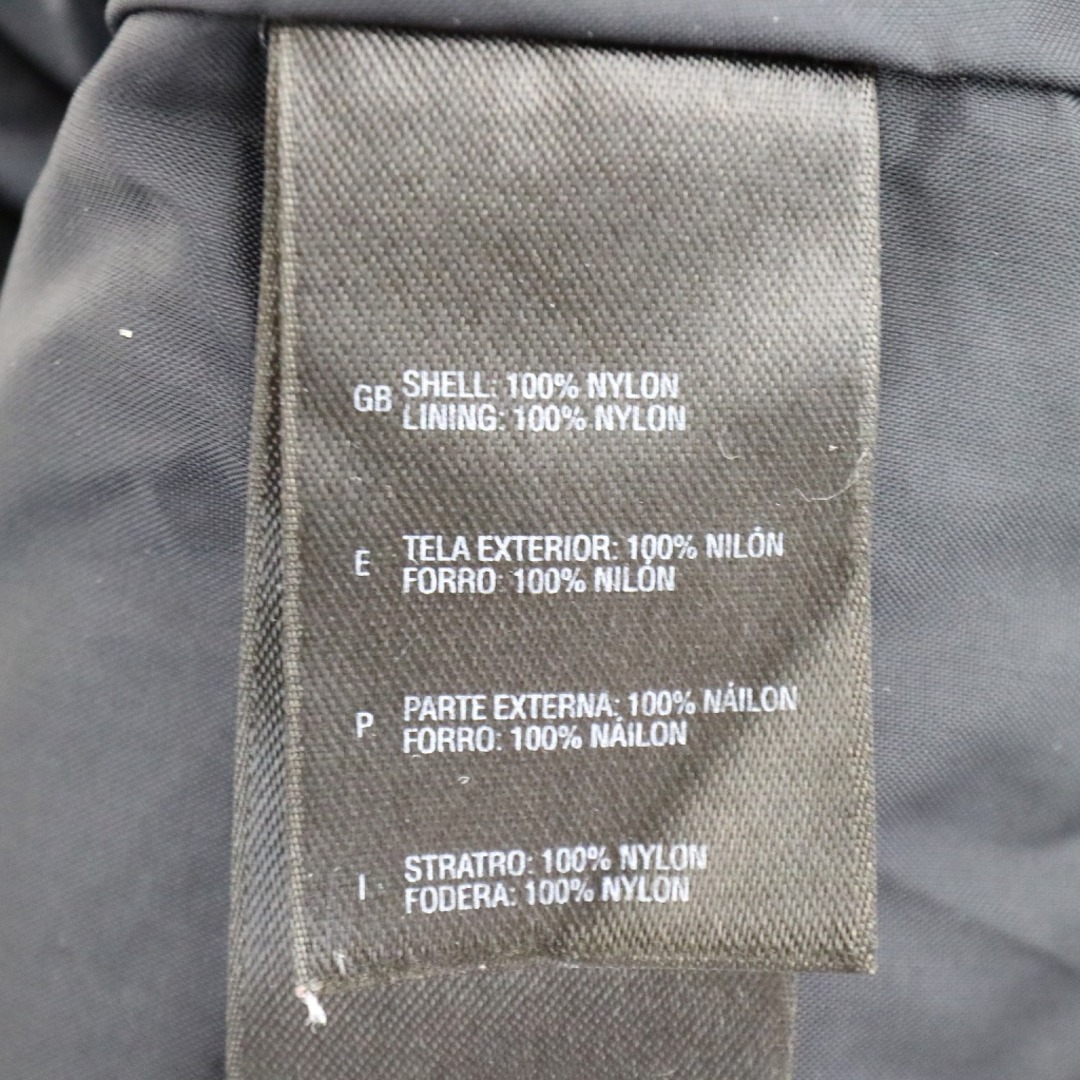 GB SHELL: 100% NYLON
LINING: 100% NYLON
E TELA EXTERIOR: 100% NILÓN
FORRO: 100% NILÓN
P PARTE EXTERNA: 100% NÁILON
FORRO: 100% NÁILON
I STRATRO: 100% NYLON
FODERA: 100% NYLON